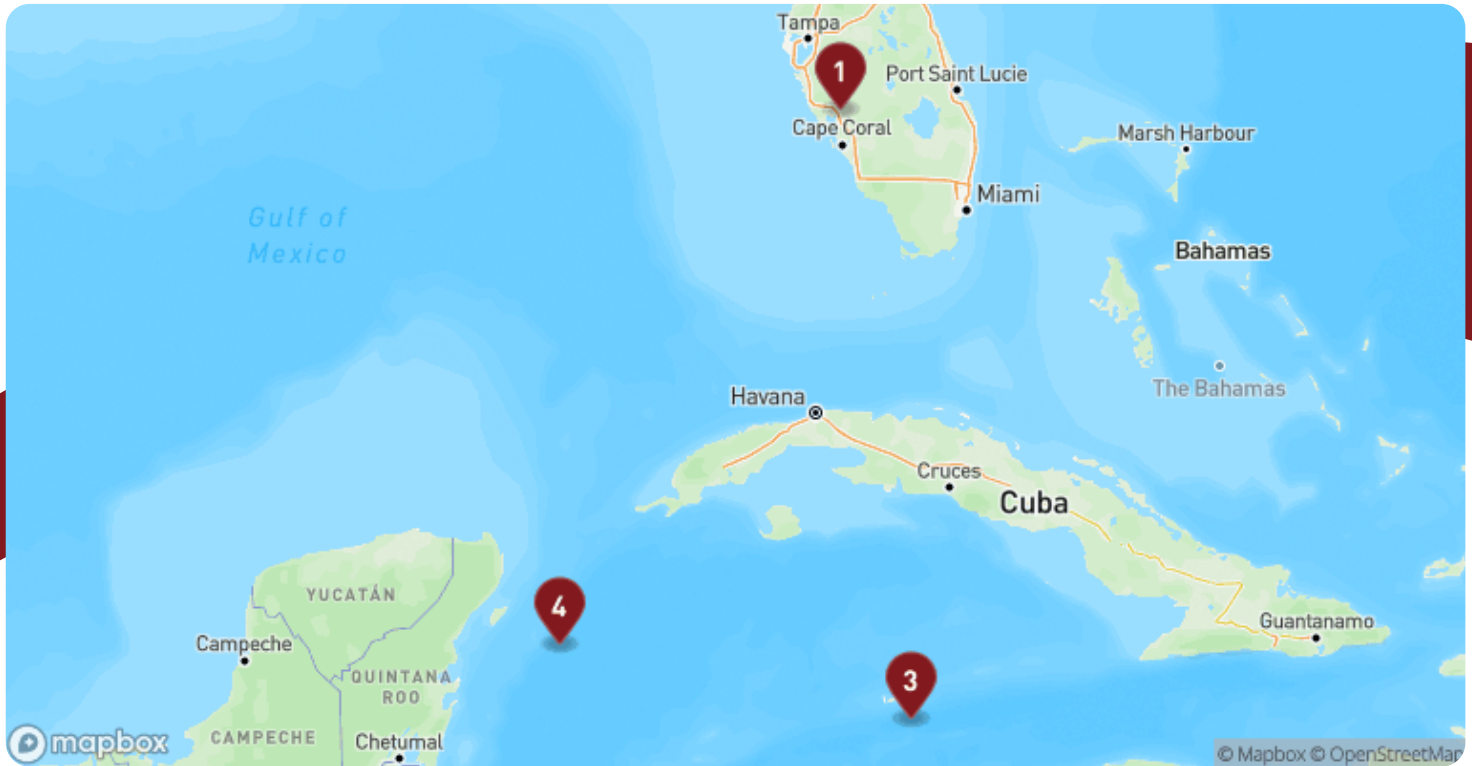 Tampa
1
Port Saint Lucie
Cape Coral
Marsh Harbour
Miami
Gulf of
Mexico
Bahamas
The Bahamas
Havana
Cruces
Cuba
YUCATÁN
4
Guantanamo
Campeche
QUINTANA
ROO
3
CAMPECHE
Chetumal
mapbox
© Mapbox © OpenStreetMap